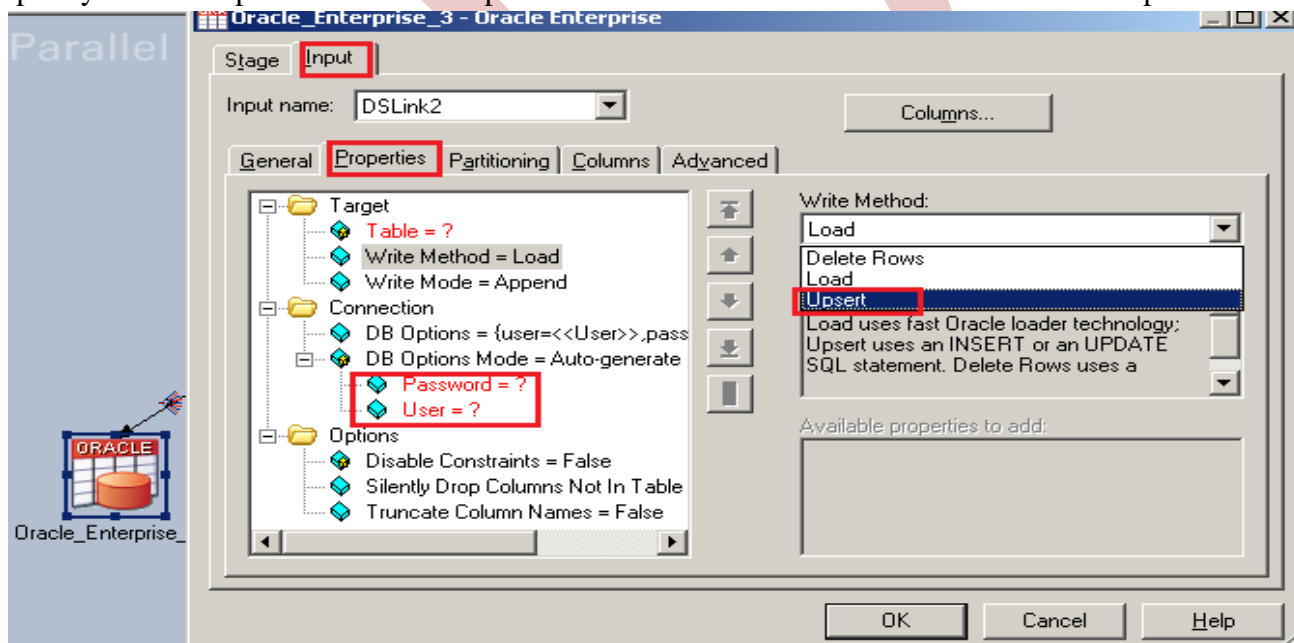 Oracle_Enterprise_3 - Oracle Enterprise
Parallel
Stage Input
Input name: DSLink2 Columns...
General Properties Partitioning Columns Advanced
Target
Table = ?
Write Method = Load
Write Mode = Append
Connection
DB Options = {user=<<User>>,pass
DB Options Mode = Auto-generate
Password = ?
User = ?
Options
Disable Constraints = False
Silently Drop Columns Not In Table
Truncate Column Names = False
Write Method:
Load
Delete Rows
Load
Upsert
Load uses fast Oracle loader technology;
Upsert uses an INSERT or an UPDATE
SQL statement. Delete Rows uses a
Available properties to add:
ORACLE
Oracle_Enterprise_
OK Cancel Help